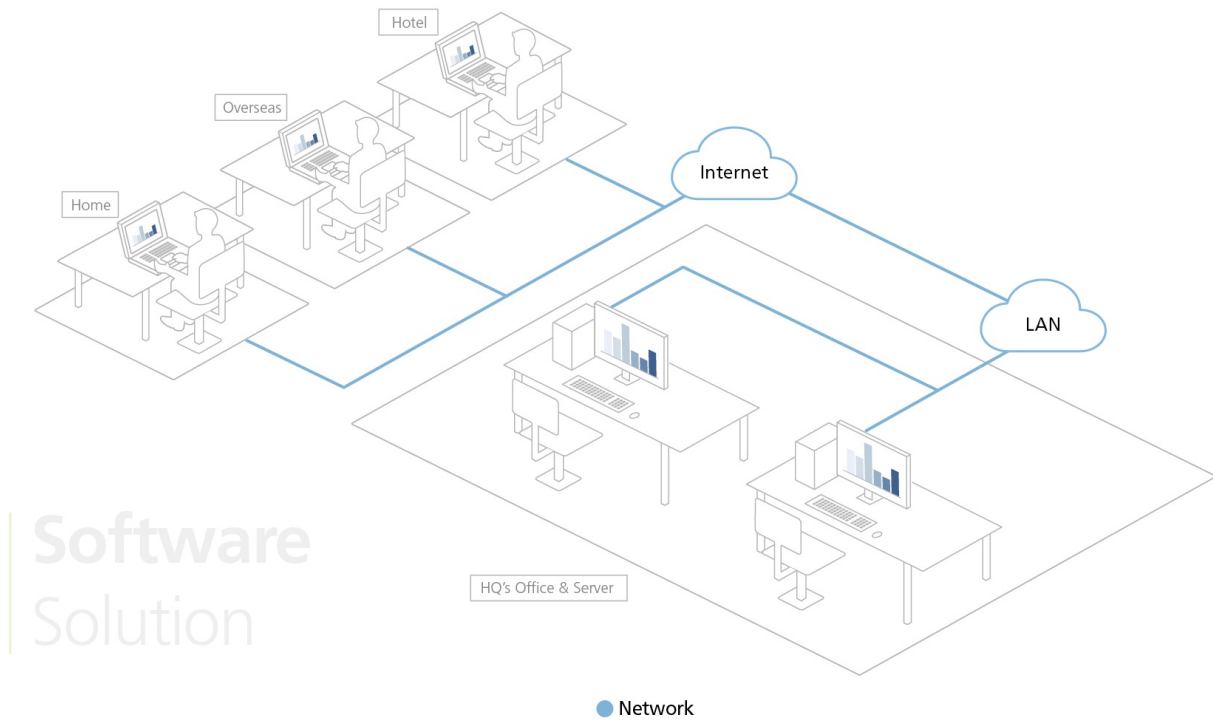 Hotel
Overseas
Home
Internet
LAN
HQ's Office & Server
Software
Solution
Network